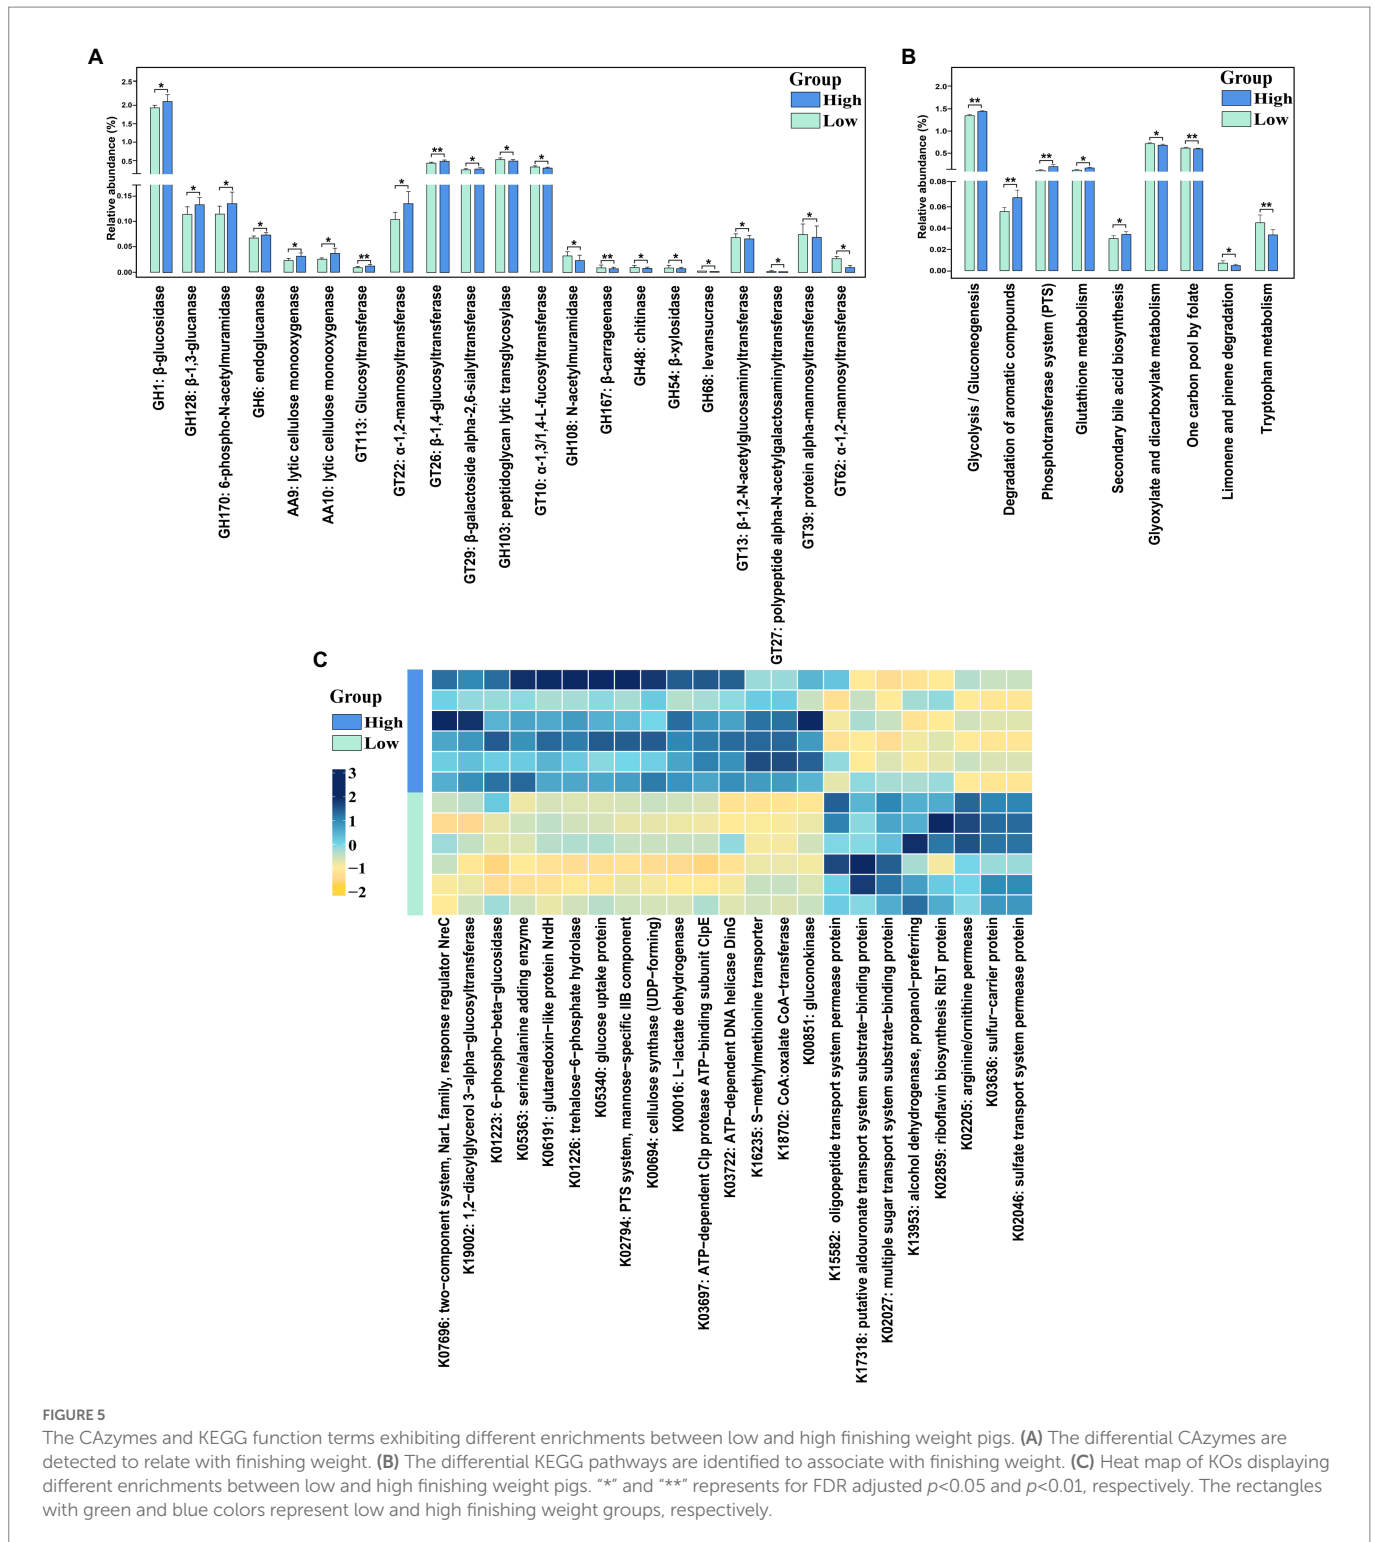 A
Relative abundance (%)
2.5
2.0
1.5
1.0
0.5
0.15
0.10
0.05
0.00
* * * * * * ** * ** * * * * ** * * * * * * *
Group
High
Low
GH1: β-glucosidase
GH128: β-1,3-glucanase
GH170: 6-phospho-N-acetylmuramidase
GH6: endoglucanase
AA9: lytic cellulose monooxygenase
AA10: lytic cellulose monooxygenase
GT113: Glucosyltransferase
GT22: α-1,2-mannosyltransferase
GT26: β-1,4-glucosyltransferase
GT29: β-galactoside alpha-2,6-sialyltransferase
GH103: peptidoglycan lytic transglycosylase
GT10: α-1,3/1,4-L-fucosyltransferase
GH108: N-acetylmuramidase
GH167: β-carrageenase
GH48: chitinase
GH54: β-xylosidase
GH68: levansucrase
GT13: β-1,2-N-acetylglucosaminyltransferase
GT27: polypeptide alpha-N-acetylgalactosaminyltransferase
GT39: protein alpha-mannosyltransferase
GT62: α-1,2-mannosyltransferase
B
Relative abundance (%)
2.0
1.5
1.0
0.5
0.08
0.06
0.04
0.02
0.00
** ** ** * * * ** * **
Group
High
Low
Glycolysis / Gluconeogenesis
Degradation of aromatic compounds
Phosphotransferase system (PTS)
Glutathione metabolism
Secondary bile acid biosynthesis
Glyoxylate and dicarboxylate metabolism
One carbon pool by folate
Limonene and pinene degradation
Tryptophan metabolism
C
Group
High
Low
3
2
1
0
−1
−2
K07696: two−component system, NarL family, response regulator NreC
K19002: 1,2−diacylglycerol 3−alpha−glucosyltransferase
K01223: 6−phospho−beta−glucosidase
K05363: serine/alanine adding enzyme
K06191: glutaredoxin−like protein NrdH
K01226: trehalose−6−phosphate hydrolase
K05340: glucose uptake protein
K02794: PTS system, mannose−specific IIB component
K00694: cellulose synthase (UDP−forming)
K00016: L−lactate dehydrogenase
K03697: ATP−dependent Clp protease ATP−binding subunit ClpE
K03722: ATP−dependent DNA helicase DinG
K16235: S−methylmethionine transporter
K18702: CoA:oxalate CoA−transferase
K00851: gluconokinase
K15582: oligopeptide transport system permease protein
K17318: putative aldouronate transport system substrate−binding protein
K02027: multiple sugar transport system substrate−binding protein
K13953: alcohol dehydrogenase, propanol−preferring
K02859: riboflavin biosynthesis RibT protein
K02205: arginine/ornithine permease
K03636: sulfur−carrier protein
K02046: sulfate transport system permease protein
FIGURE 5
The CAzymes and KEGG function terms exhibiting different enrichments between low and high finishing weight pigs. (A) The differential CAzymes are
detected to relate with finishing weight. (B) The differential KEGG pathways are identified to associate with finishing weight. (C) Heat map of KOs displaying
different enrichments between low and high finishing weight pigs. “*” and “**” represents for FDR adjusted p<0.05 and p<0.01, respectively. The rectangles
with green and blue colors represent low and high finishing weight groups, respectively.